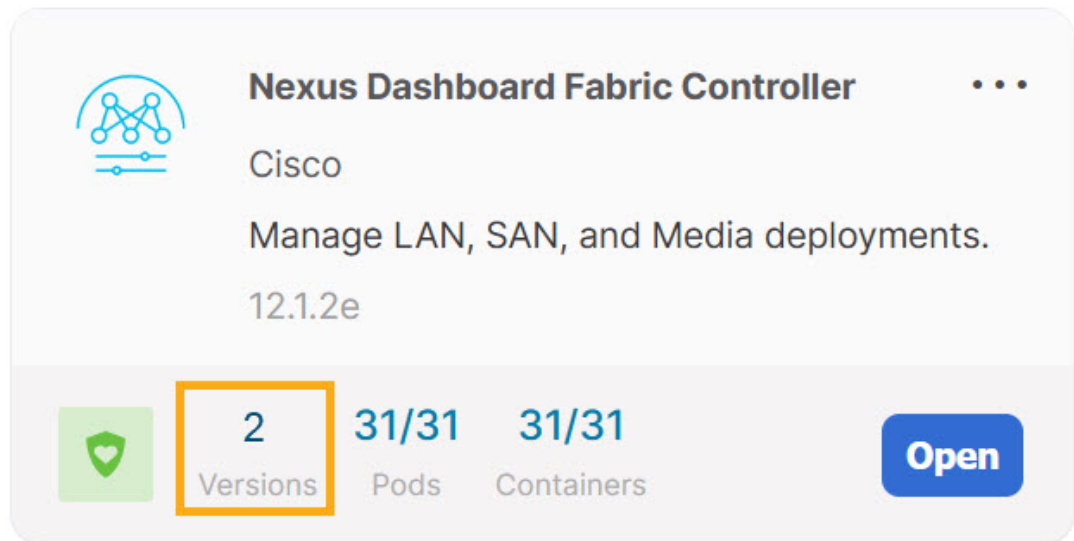 Nexus Dashboard Fabric Controller
Cisco
Manage LAN, SAN, and Media deployments.
12.1.2e
2 31/31 31/31
Versions Pods Containers
Open